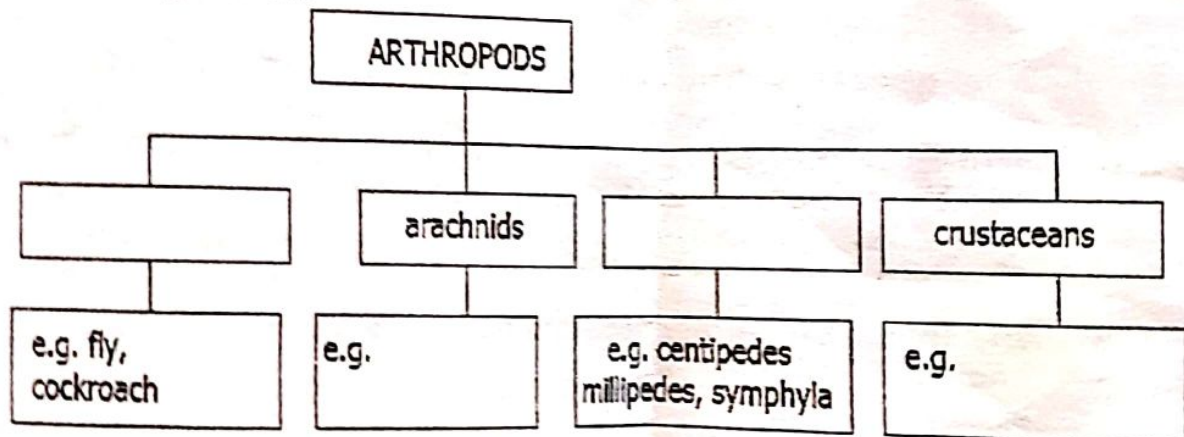 ARTHROPODS
arachnids
crustaceans
e.g. fly,
cockroach
e.g.
e.g. centipedes
millipedes, symphyla
e.g.